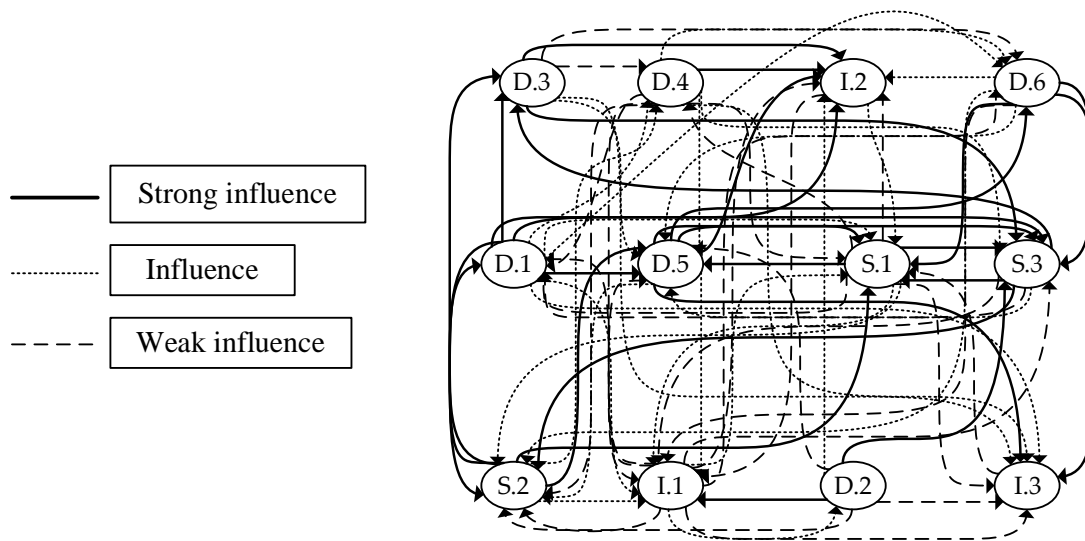 D.3 D.4 I.2 D.6
Strong influence
Influence
D.1 D.5 S.1 S.3
Weak influence
S.2 I.1 D.2 I.3